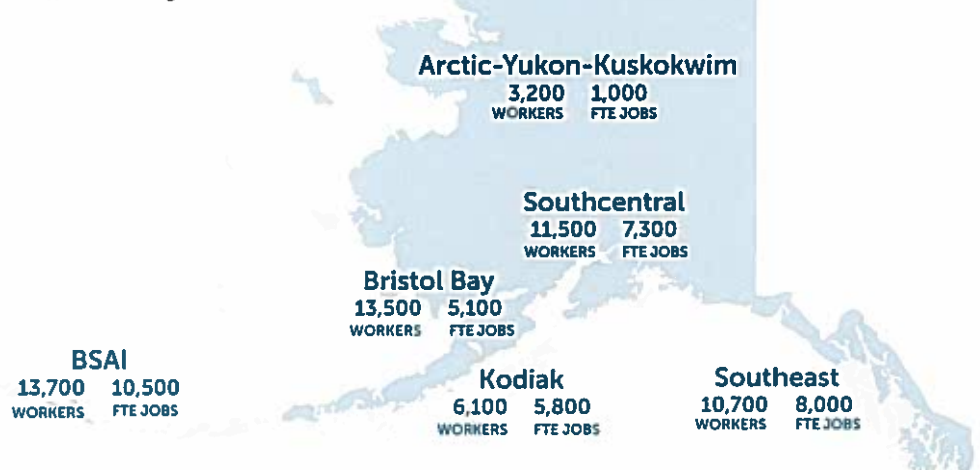 Arctic-Yukon-Kuskokwim
3,200 1,000
WORKERS FTE JOBS
Southcentral
11,500 7,300
WORKERS FTE JOBS
Bristol Bay
13,500 5,100
WORKERS FTE JOBS
BSAI
13,700 10,500
WORKERS FTE JOBS
Kodiak
6,100 5,800
WORKERS FTE JOBS
Southeast
10,700 8,000
WORKERS FTE JOBS